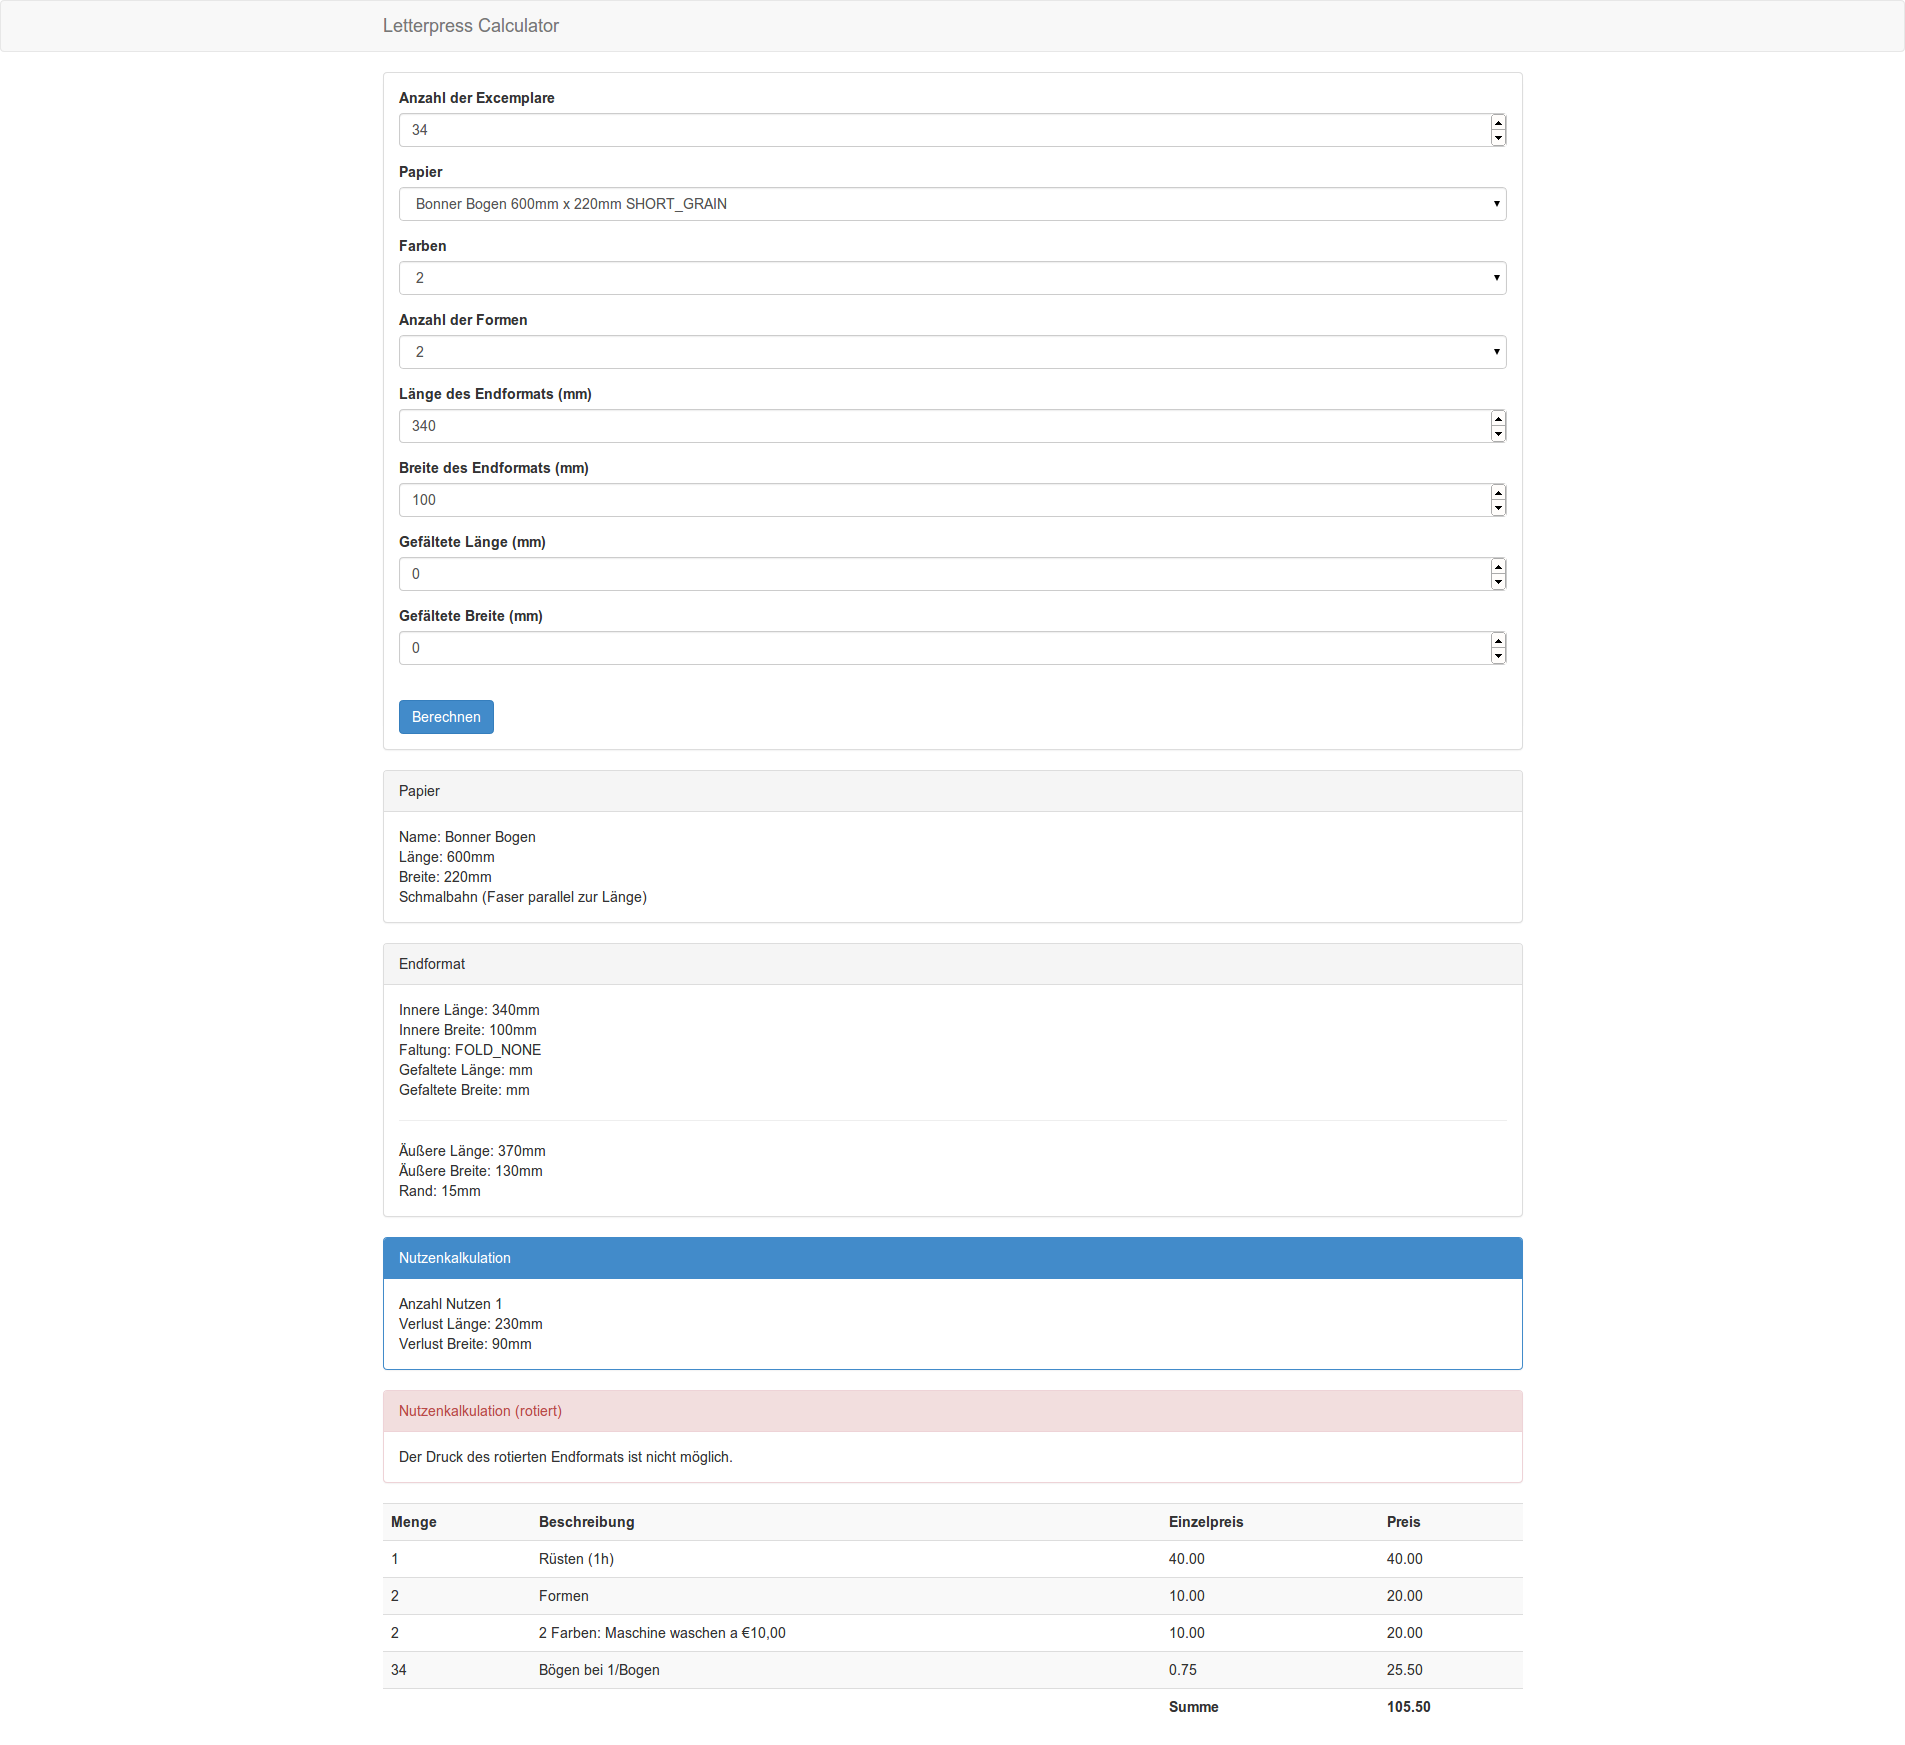 Letterpress Calculator
Anzahl der Excemplare
34
Papier
Bonner Bogen 600mm x 220mm SHORT_GRAIN
Farben
2
Anzahl der Formen
2
Länge des Endformats (mm)
340
Breite des Endformats (mm)
100
Gefältete Länge (mm)
0
Gefältete Breite (mm)
0
Berechnen
Papier
Name: Bonner Bogen
Länge: 600mm
Breite: 220mm
Schmalbahn (Faser parallel zur Länge)
Endformat
Innere Länge: 340mm
Innere Breite: 100mm
Faltung: FOLD_NONE
Gefaltete Länge: mm
Gefaltete Breite: mm
Äußere Länge: 370mm
Äußere Breite: 130mm
Rand: 15mm
Nutzenkalkulation
Anzahl Nutzen 1
Verlust Länge: 230mm
Verlust Breite: 90mm
Nutzenkalkulation (rotiert)
Der Druck des rotierten Endformats ist nicht möglich.
Menge Beschreibung Einzelpreis Preis
1 Rüsten (1h) 40.00 40.00
2 Formen 10.00 20.00
2 2 Farben: Maschine waschen a €10,00 10.00 20.00
34 Bögen bei 1/Bogen 0.75 25.50
Summe 105.50